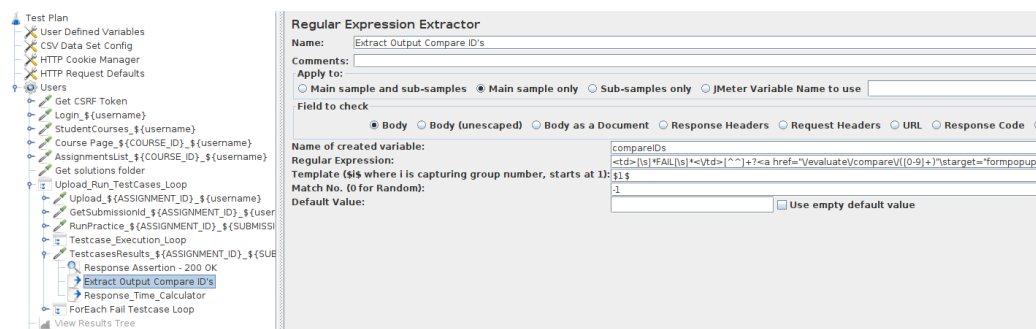 Test Plan
User Defined Variables
CSV Data Set Config
HTTP Cookie Manager
HTTP Request Defaults
Users
Get CSRF Token
Login_${username}
StudentCourses_${username}
Course Page_${COURSE_ID}_${username}
AssignmentsList_${COURSE_ID}_${username}
Get solutions folder
Upload_Run_TestCases_Loop
Upload_${ASSIGNMENT_ID}_${username}
GetSubmissionId_${ASSIGNMENT_ID}_${user
RunPractice_${ASSIGNMENT_ID}_${SUBMISSI
Testcase_Execution_Loop
TestcasesResults_${ASSIGNMENT_ID}_${SUB
Response Assertion - 200 OK
Extract Output Compare ID's
Response_Time_Calculator
ForEach Fail Testcase Loop
View Results Tree
Regular Expression Extractor
Name: Extract Output Compare ID's
Comments:
Apply to:
Main sample and sub-samples Main sample only Sub-samples only JMeter Variable Name to use
Field to check
Body Body (unescaped) Body as a Document Response Headers Request Headers URL Response Code
Name of created variable: compareIDs
Regular Expression: <td>[\s]*FAIL[\s]*<\/td>[^^]+?<a href="\/evaluate\/compare\/([0-9]+)"\starget="formpopup
Template ($i$ where i is capturing group number, starts at 1): $1$
Match No. (0 for Random): -1
Default Value: Use empty default value